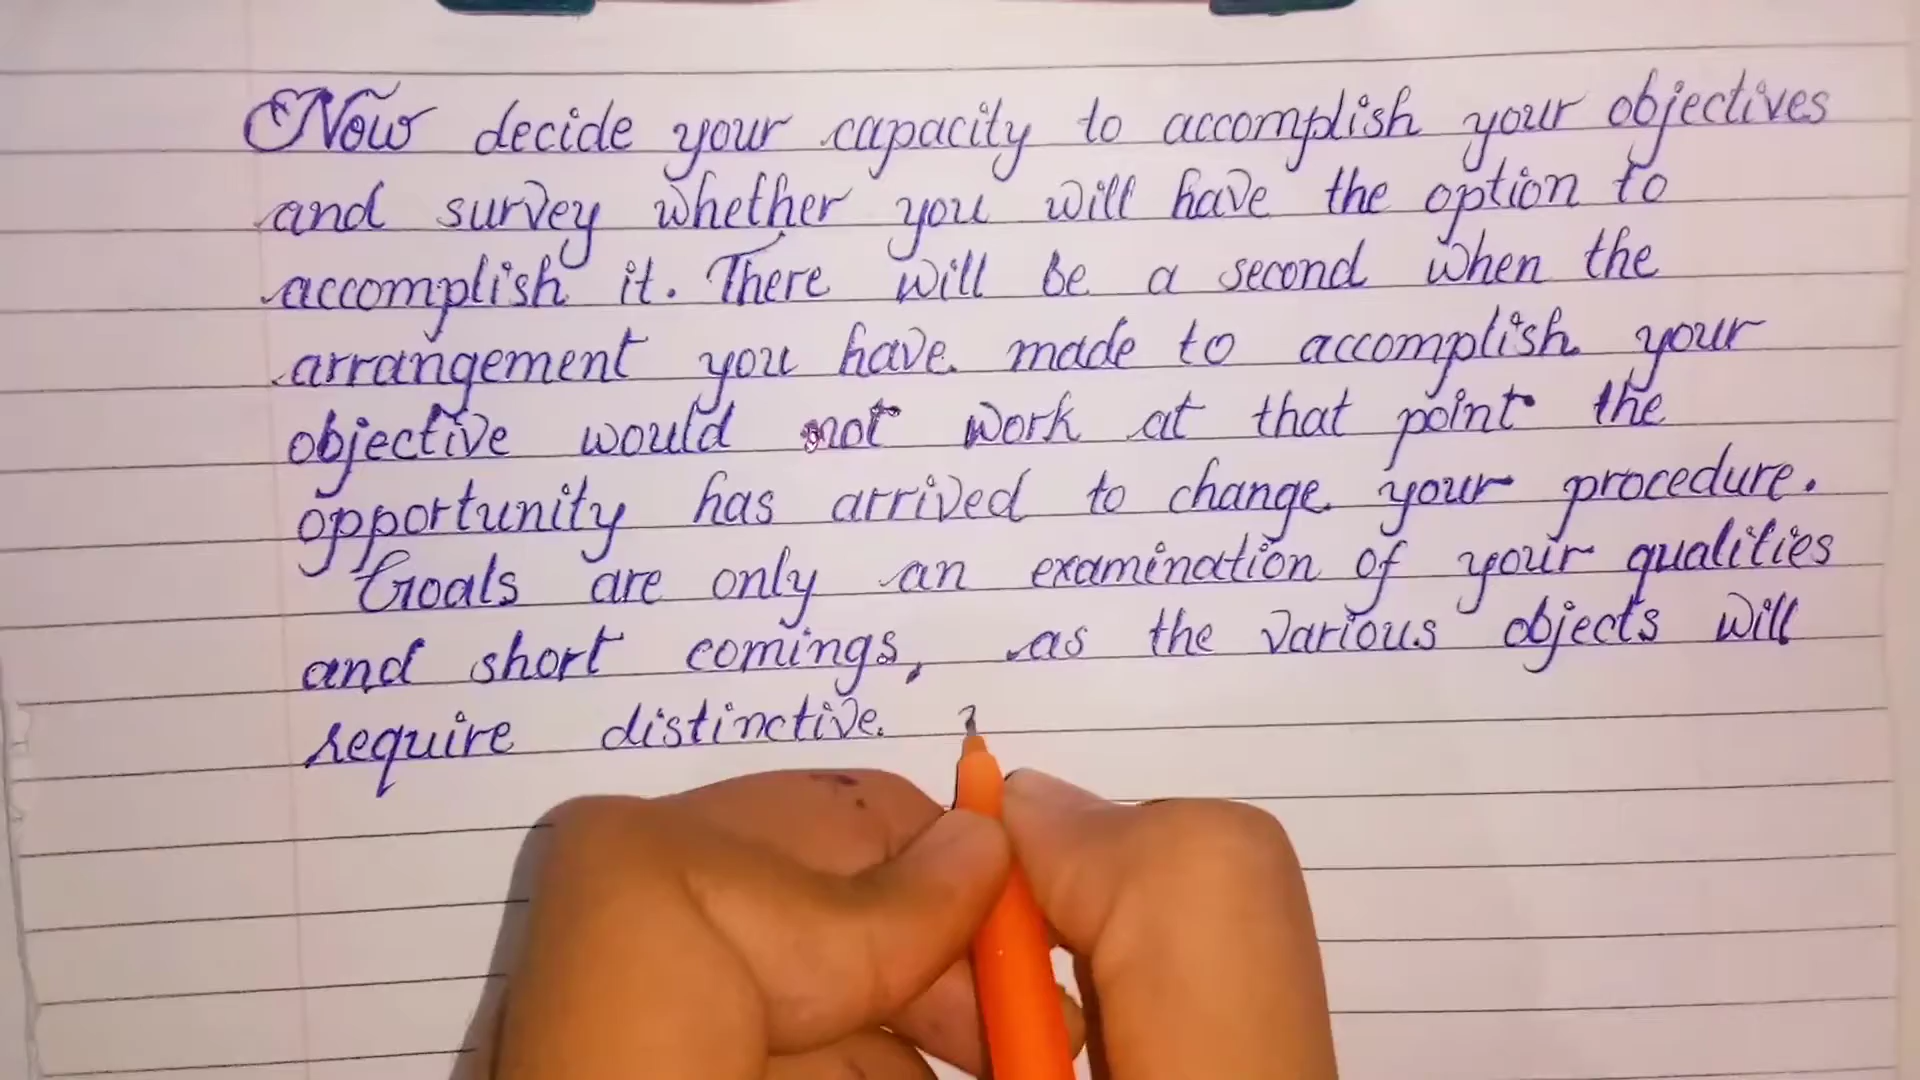 Now decide your capacity to accomplish your objectives
and survey whether you will have the option to
accomplish it. There will be a second when the
arrangement you have made to accomplish your
objective would not work at that point the
opportunity has arrived to change your procedure.
Goals are only an examination of your qualities
and short comings, as the various objects will
require distinctive.